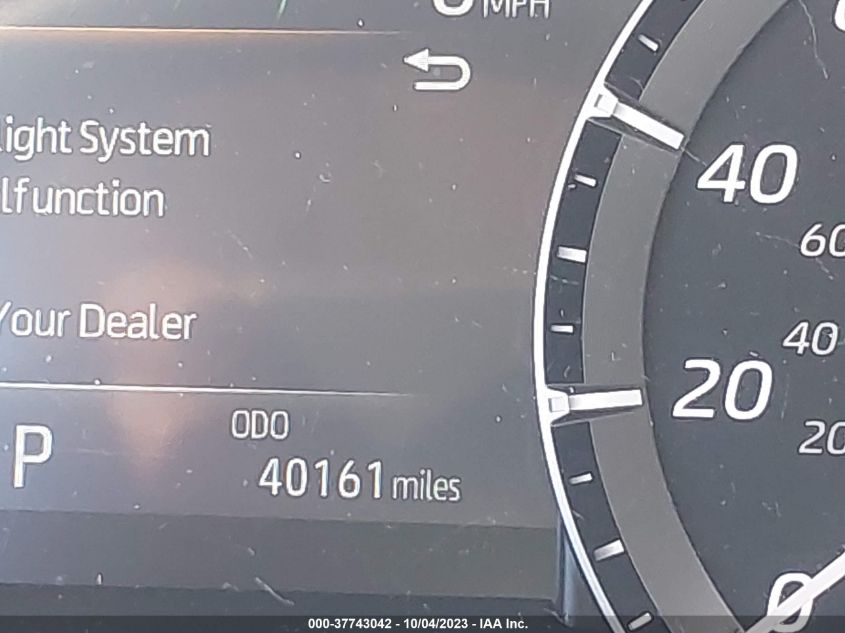 MPH
light System
lfunction
Your Dealer
P
ODO
40161 miles
40
60
40
20
20
0
000-37743042 - 10/04/2023 - IAA Inc.